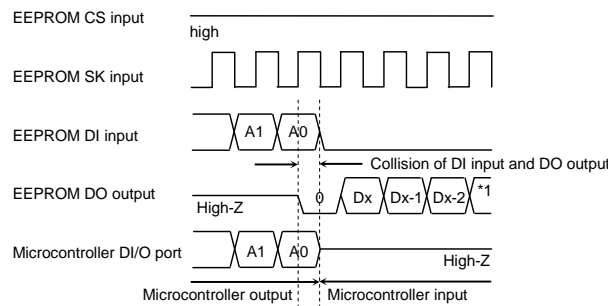 EEPROM CS input
high
EEPROM SK input
EEPROM DI input
A1 A0
Collision of DI input and DO output
EEPROM DO output
High-Z
0 Dx Dx-1 Dx-2 *1
Microcontroller DI/O port
A1 A0
High-Z
Microcontroller output Microcontroller input